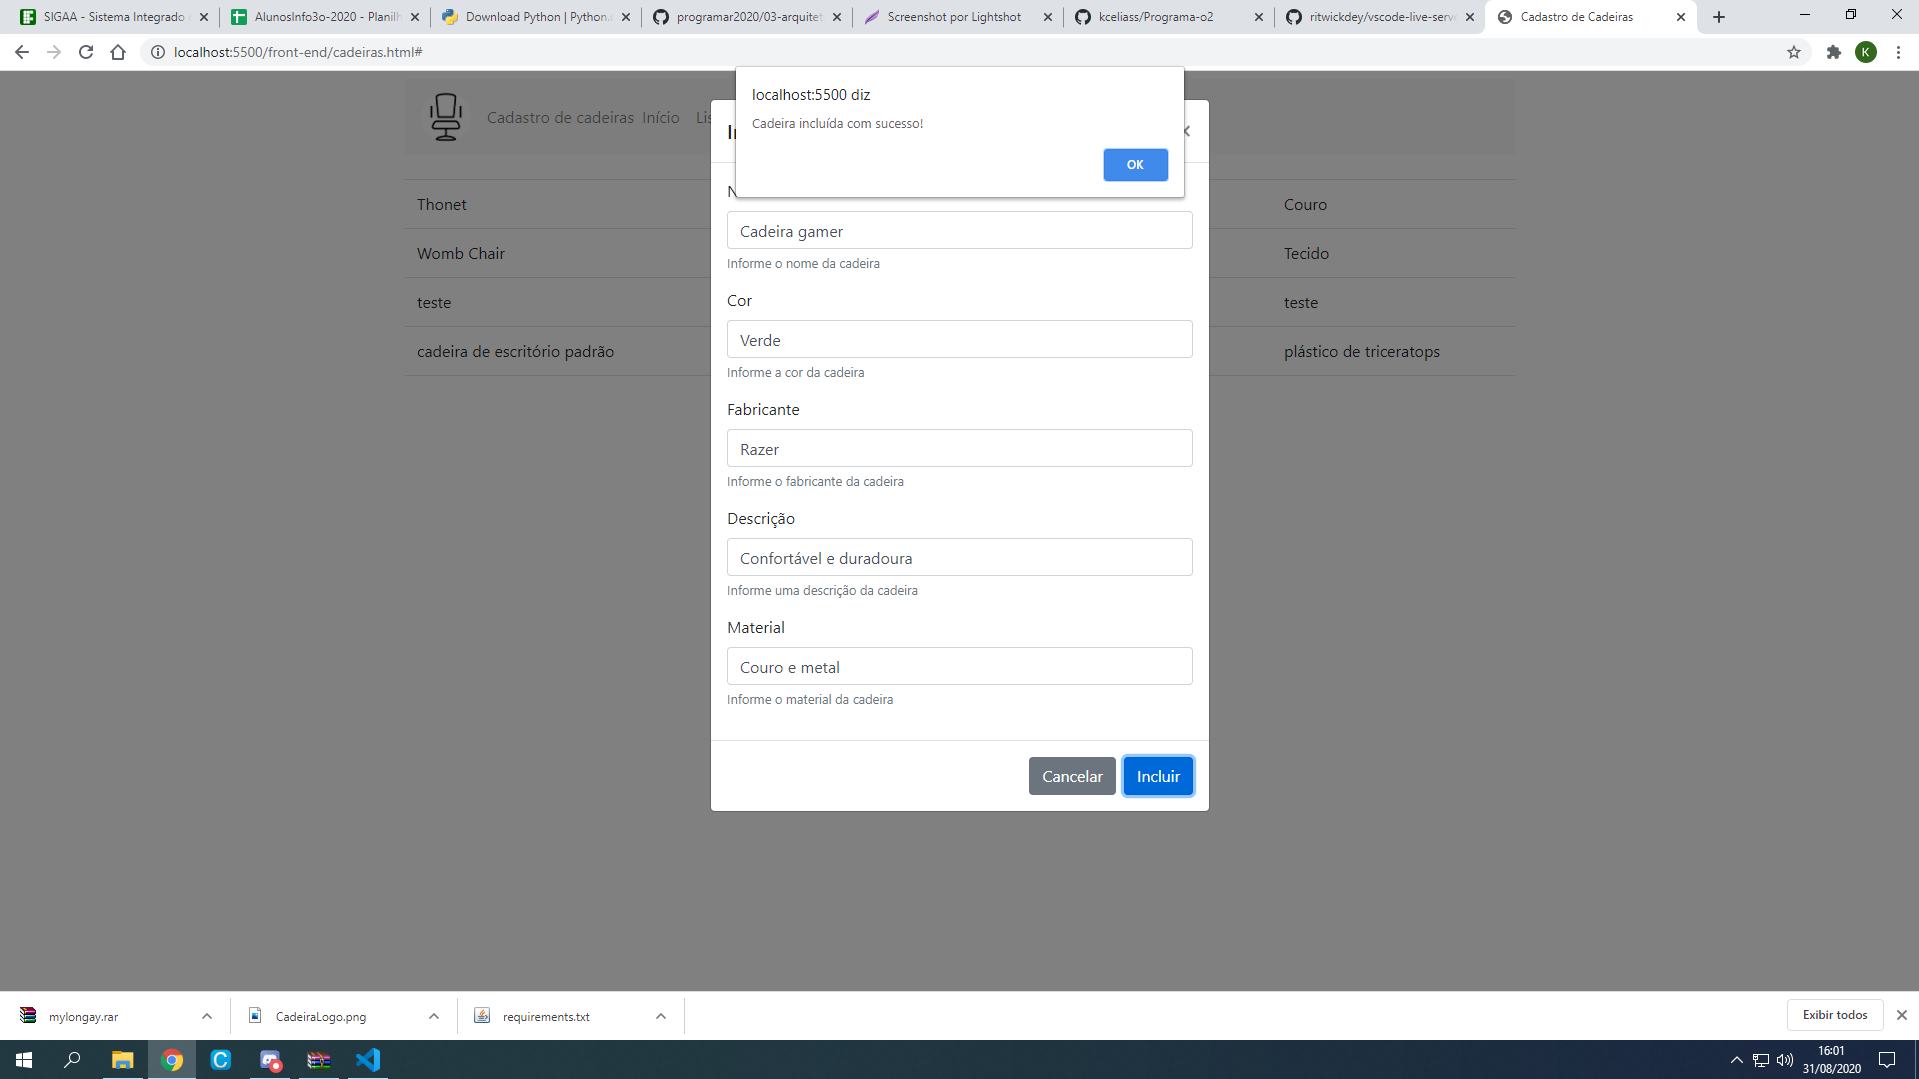 SIGAA - Sistema Integrado
AlunosInfo3o-2020 - Planilh
Download Python | Python.
programar2020/03-arquitet
Screenshot por Lightshot
kceliass/Programa-o2
ritwickdey/vscode-live-serve
Cadastro de Cadeiras
localhost:5500/front-end/cadeiras.html#
K
localhost:5500 diz
Cadeira incluída com sucesso!
OK
Cadastro de cadeiras
Início
Lis
Thonet
Couro
Womb Chair
Tecido
teste
teste
cadeira de escritório padrão
plástico de triceratops
Cadeira gamer
Informe o nome da cadeira
Cor
Verde
Informe a cor da cadeira
Fabricante
Razer
Informe o fabricante da cadeira
Descrição
Confortável e duradoura
Informe uma descrição da cadeira
Material
Couro e metal
Informe o material da cadeira
Cancelar
Incluir
mylongay.rar
CadeiraLogo.png
requirements.txt
Exibir todos
16:01
31/08/2020